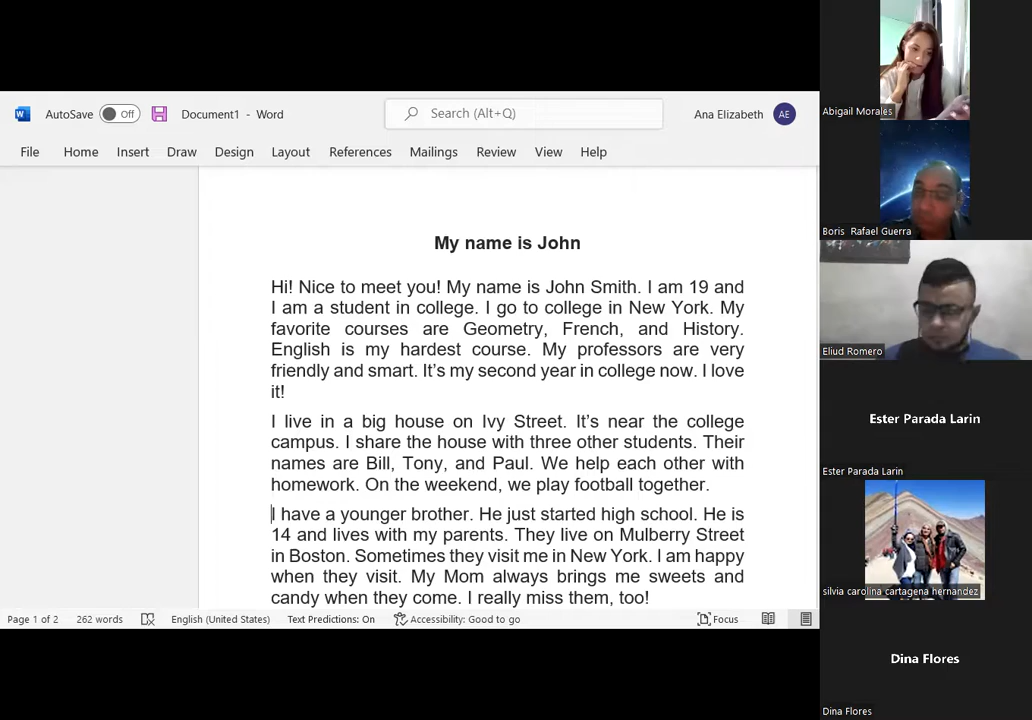 AutoSave Off Document1 - Word Search (Alt+Q) Ana Elizabeth AE
File Home Insert Draw Design Layout References Mailings Review View Help
My name is John
Hi! Nice to meet you! My name is John Smith. I am 19 and
I am a student in college. I go to college in New York. My
favorite courses are Geometry, French, and History.
English is my hardest course. My professors are very
friendly and smart. It's my second year in college now. I love
it!
I live in a big house on Ivy Street. It's near the college
campus. I share the house with three other students. Their
names are Bill, Tony, and Paul. We help each other with
homework. On the weekend, we play football together.
I have a younger brother. He just started high school. He is
14 and lives with my parents. They live on Mulberry Street
in Boston. Sometimes they visit me in New York. I am happy
when they visit. My Mom always brings me sweets and
candy when they come. I really miss them, too!
Page 1 of 2 262 words English (United States) Text Predictions: On Accessibility: Good to go Focus
Abigail Morales
Boris Rafael Guerra
Eliud Romero
Ester Parada Larin
Ester Parada Larin
silvia carolina cartagena hernandez
Dina Flores
Dina Flores